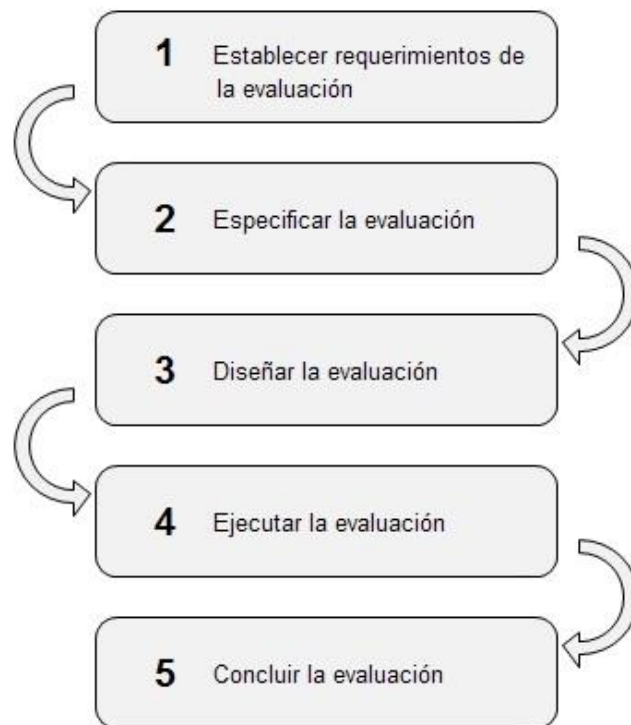 1 Establecer requerimientos de
la evaluación
2 Especificar la evaluación
3 Diseñar la evaluación
4 Ejecutar la evaluación
5 Concluir la evaluación